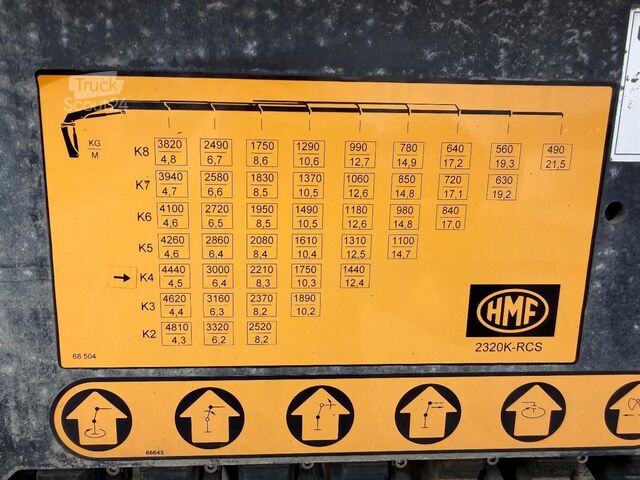 Truck
Scout24
KG
M
K8 3820 2490 1750 1290 990 780 640 560 490
4,8 6,7 8,6 10,6 12,7 14,9 17,2 19,3 21,5
K7 3940 2580 1830 1370 1060 850 720 630
4,7 6,6 8,5 10,5 12,6 14,8 17,1 19,2
K6 4100 2720 1950 1490 1180 980 840
4,6 6,5 8,5 10,5 12,6 14,8 17,0
K5 4260 2860 2080 1610 1310 1100
4,6 6,4 8,4 10,4 12,5 14,7
K4 4440 3000 2210 1750 1440
4,5 6,4 8,3 10,3 12,4
K3 4620 3160 2370 1890
4,4 6,3 8,2 10,2
K2 4810 3320 2520
4,3 6,2 8,2
HMF
2320K-RCS
68 504
66643